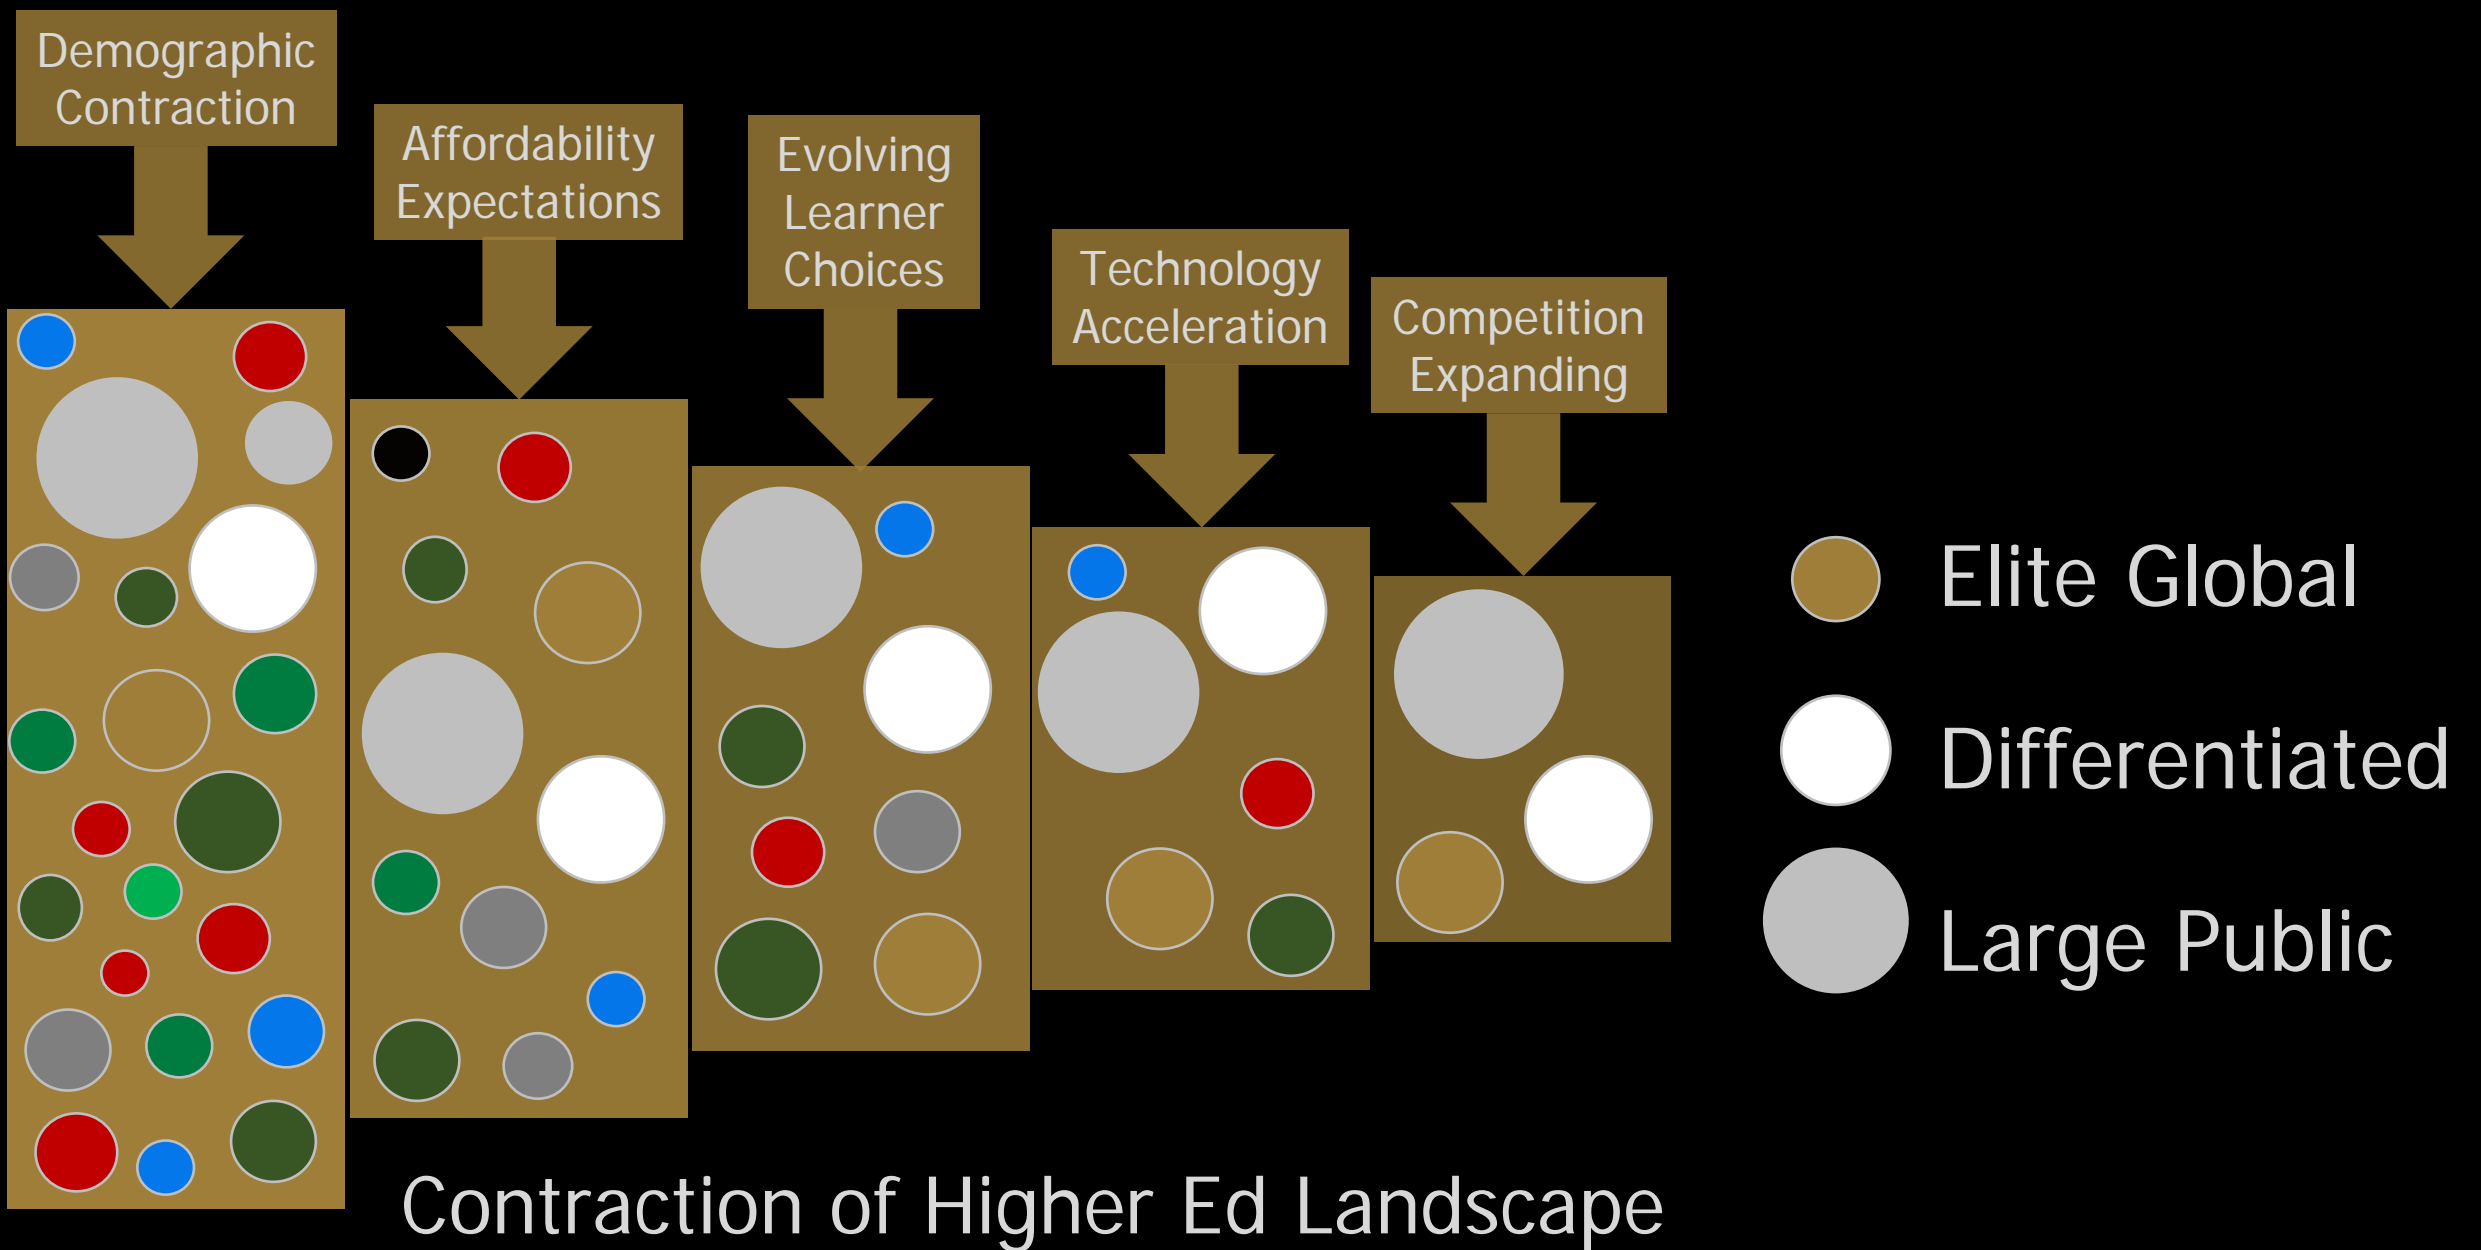 Demographic
Contraction
Affordability
Expectations
Evolving
Learner
Choices
Technology
Acceleration
Competition
Expanding
Elite Global
Differentiated
Large Public
Contraction of Higher Ed Landscape